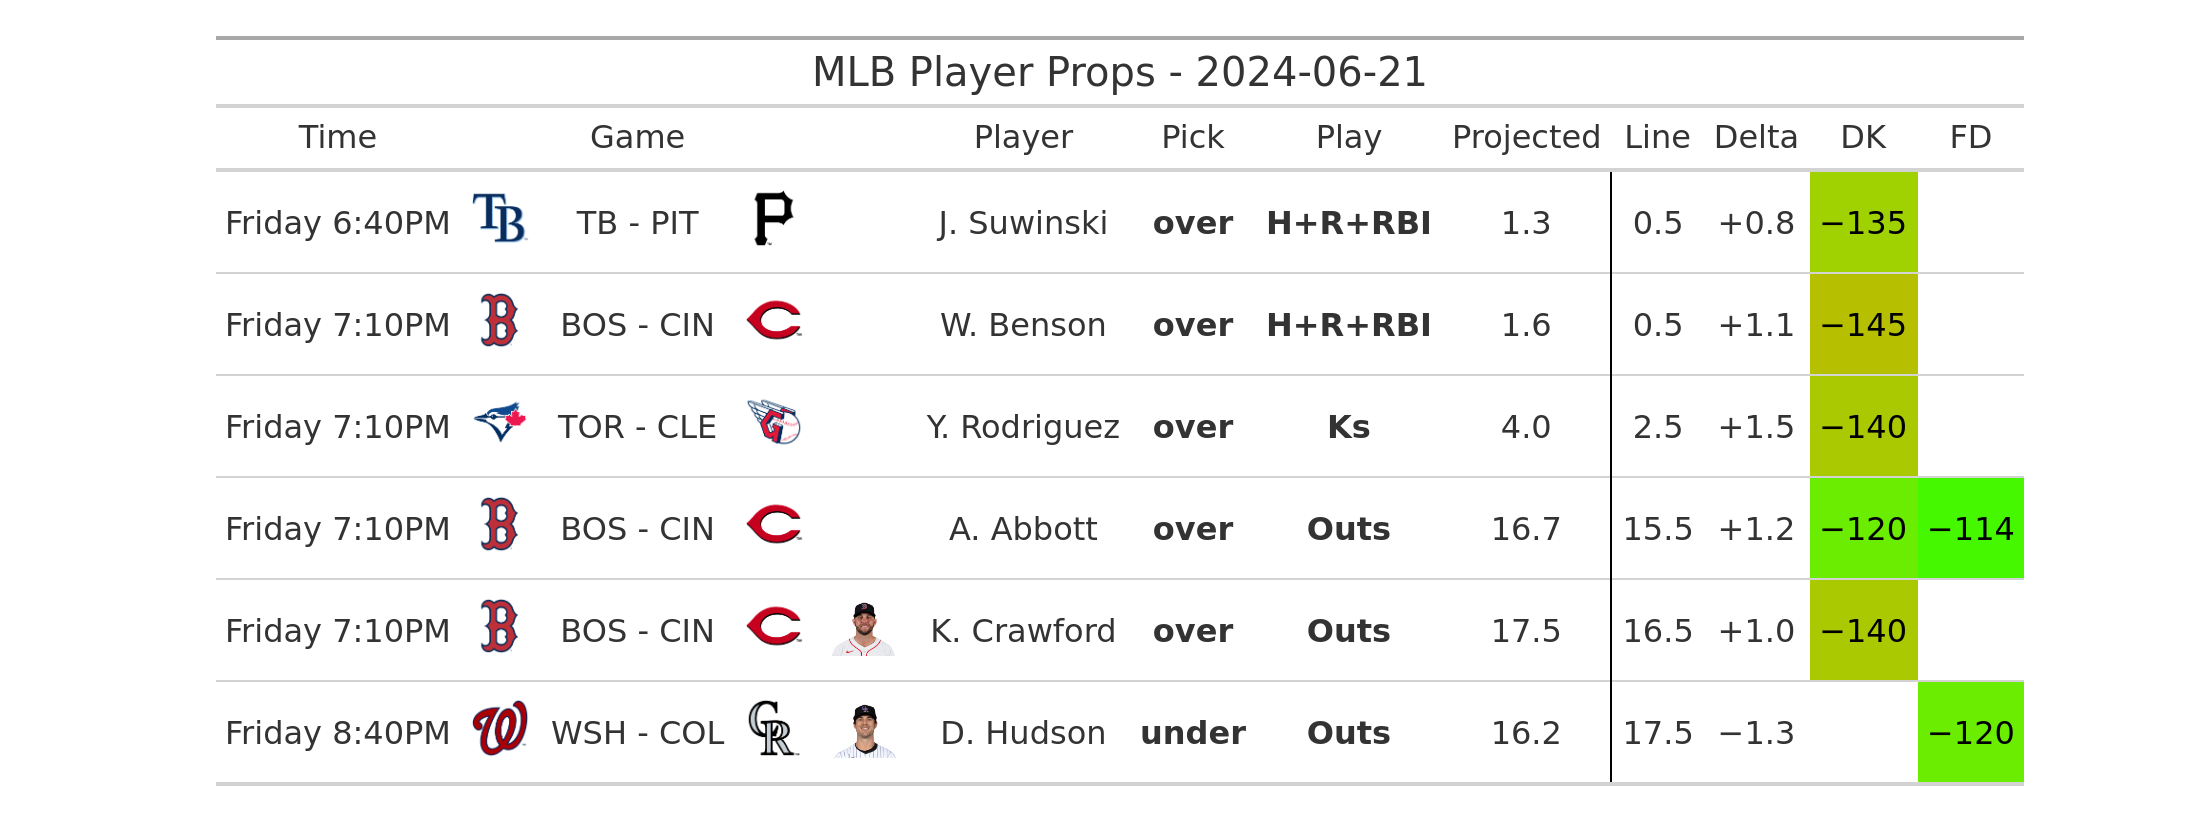 MLB Player Props - 2024-06-21
Time Game Player Pick Play Projected Line Delta DK FD
Friday 6:40PM TB TB - PIT P J. Suwinski over H+R+RBI 1.3 0.5 +0.8 −135
Friday 7:10PM B BOS - CIN C W. Benson over H+R+RBI 1.6 0.5 +1.1 −145
Friday 7:10PM TOR - CLE Y. Rodriguez over Ks 4.0 2.5 +1.5 −140
Friday 7:10PM B BOS - CIN C A. Abbott over Outs 16.7 15.5 +1.2 −120 −114
Friday 7:10PM B BOS - CIN C K. Crawford over Outs 17.5 16.5 +1.0 −140
Friday 8:40PM W WSH - COL CR D. Hudson under Outs 16.2 17.5 −1.3 −120